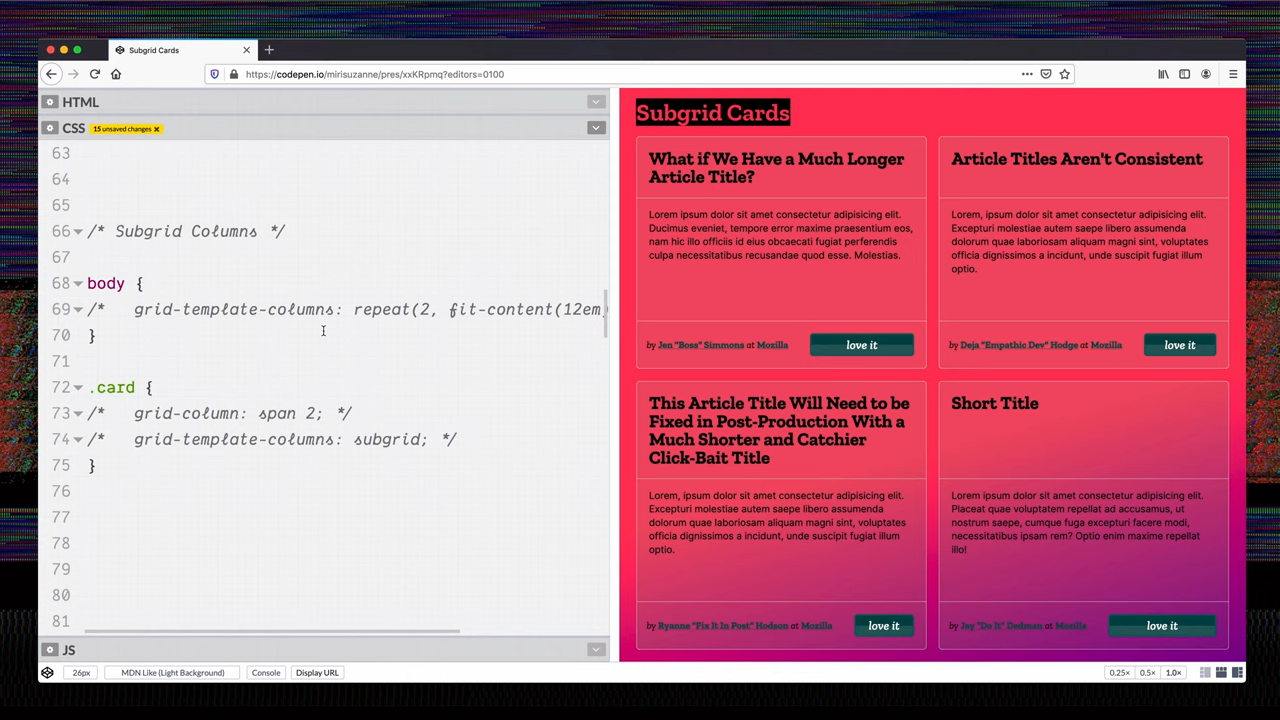 Subgrid Cards
https://codepen.io/mirisuzanne/pres/xxKRpmq?editors=0100
HTML
CSS 15 unsaved changes ×
63
64
65
66 /* Subgrid Columns */
67
68 body {
69 /* grid-template-columns: repeat(2, fit-content(12em)
70 }
71
72 .card {
73 /* grid-column: span 2; */
74 /* grid-template-columns: subgrid; */
75 }
76
77
78
79
80
81
JS
26px MDN Like (Light Background) Console Display URL 0.25× 0.5× 1.0×
Subgrid Cards
What if We Have a Much Longer
Article Title?
Lorem ipsum dolor sit amet consectetur adipisicing elit.
Ducimus eveniet, tempore error maxime praesentium eos,
nam hic illo officiis id eius obcaecati fugiat perferendis
culpa necessitatibus recusandae quod esse. Molestias.
by Jen "Boss" Simmons at Mozilla love it
Article Titles Aren't Consistent
Lorem, ipsum dolor sit amet consectetur adipisicing elit.
Excepturi molestiae autem saepe libero assumenda
dolorum quae laboriosam aliquam magni sint, voluptates
officia dignissimos a incidunt, unde suscipit fugiat illum
optio.
by Deja "Empathic Dev" Hodge at Mozilla love it
This Article Title Will Need to be
Fixed in Post-Production With a
Much Shorter and Catchier
Click-Bait Title
Lorem, ipsum dolor sit amet consectetur adipisicing elit.
Excepturi molestiae autem saepe libero assumenda
dolorum quae laboriosam aliquam magni sint, voluptates
officia dignissimos a incidunt, unde suscipit fugiat illum
optio.
by Ryanne "Fix It In Post" Hodson at Mozilla love it
Short Title
Lorem, ipsum dolor sit amet consectetur adipisicing elit.
Placeat quae voluptatem repellat ad accusamus, ut
nostrum saepe, cumque fuga excepturi facere modi,
necessitatibus ipsam rem? Optio enim maxime repellat
illo!
by Jay "Do It" Dedman at Mozilla love it